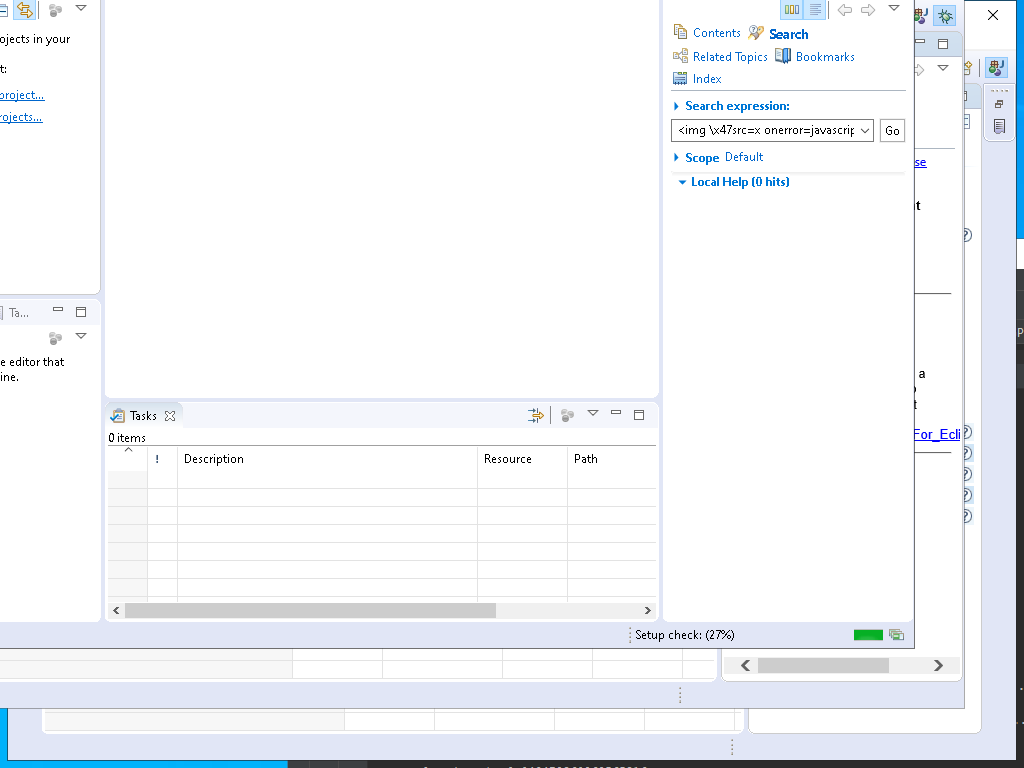 ojects in your
t:
project...
rojects...
Ta...
e editor that
ine.
Tasks
0 items
! Description Resource Path
Contents Search
Related Topics Bookmarks
Index
Search expression:
<img \x47src=x onerror=javascrip Go
Scope Default
Local Help (0 hits)
Setup check: (27%)
se
t
a
t
For_Ecli
P